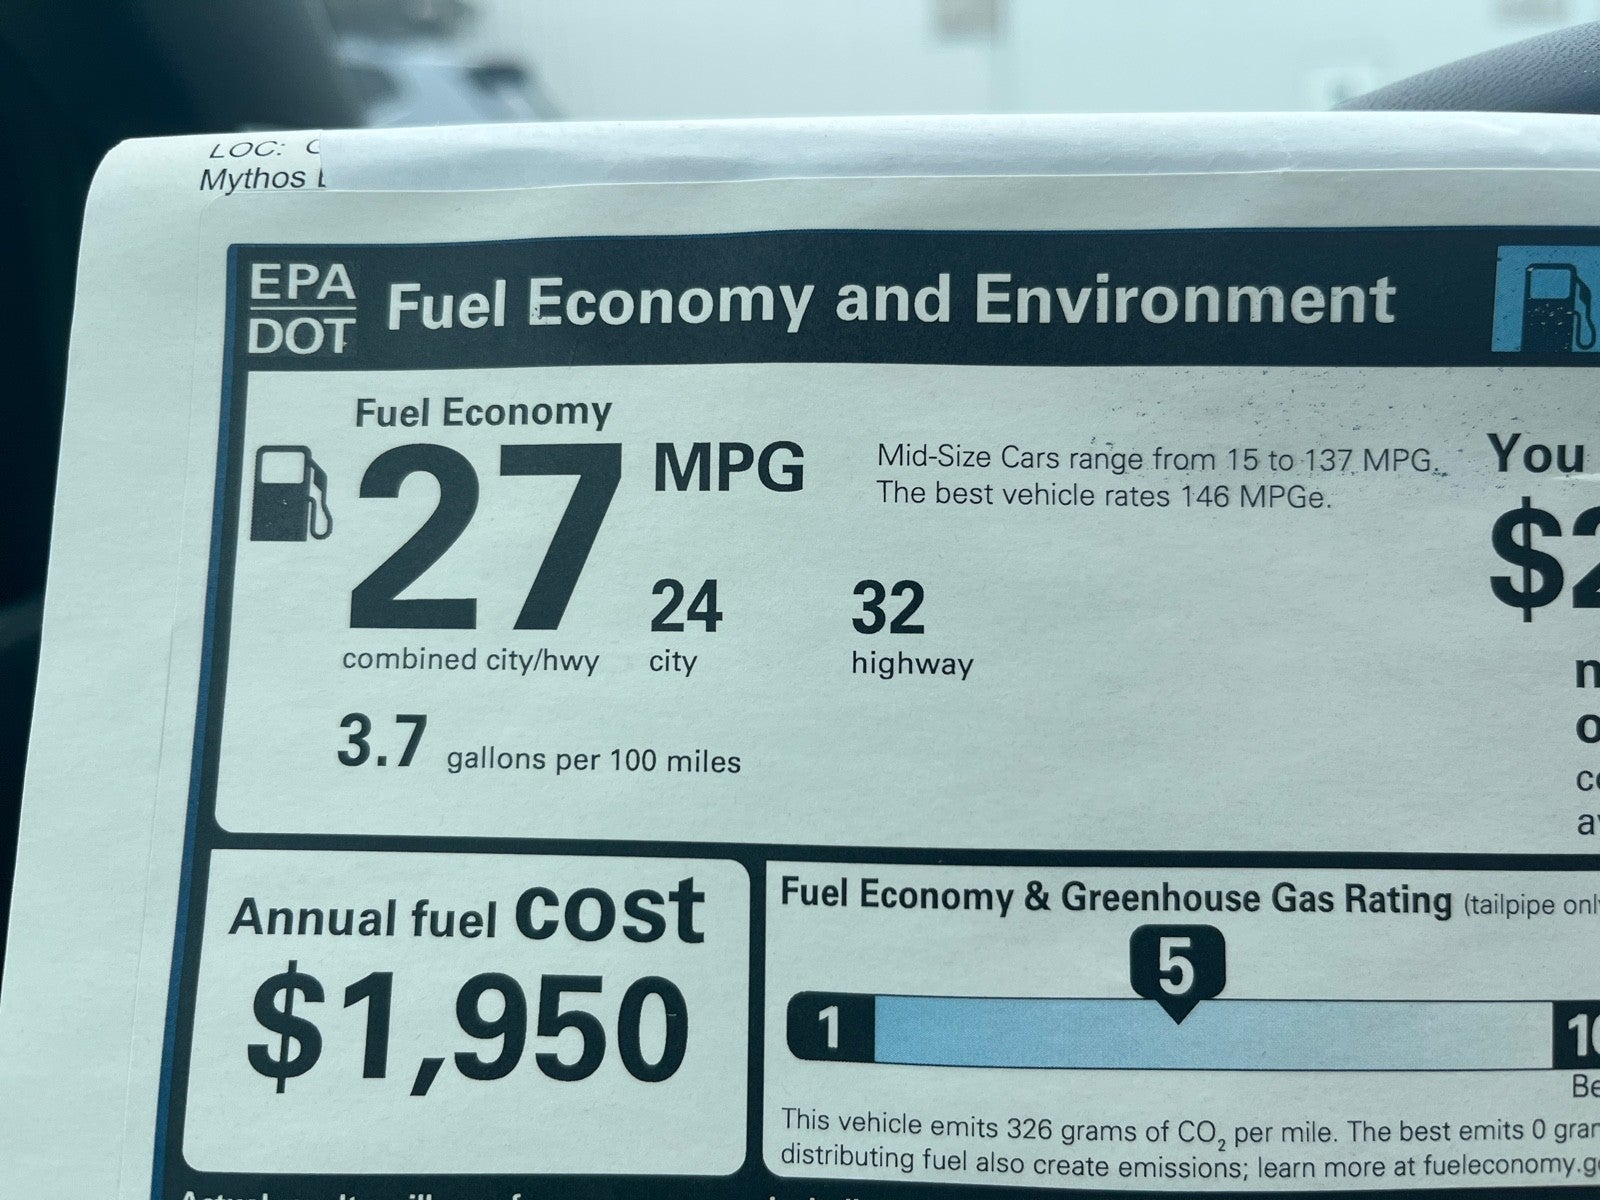 LOC:
Mythos
EPA
DOT
Fuel Economy and Environment
Fuel Economy
27 MPG
Mid-Size Cars range from 15 to 137 MPG.
The best vehicle rates 146 MPGe.
24
32
combined city/hwy
city
highway
3.7 gallons per 100 miles
You
$2
Annual fuel cost
$1,950
Fuel Economy & Greenhouse Gas Rating (tailpipe
5
1
10
This vehicle emits 326 grams of CO₂ per mile. The best emits 0
distributing fuel also create emissions; learn more at